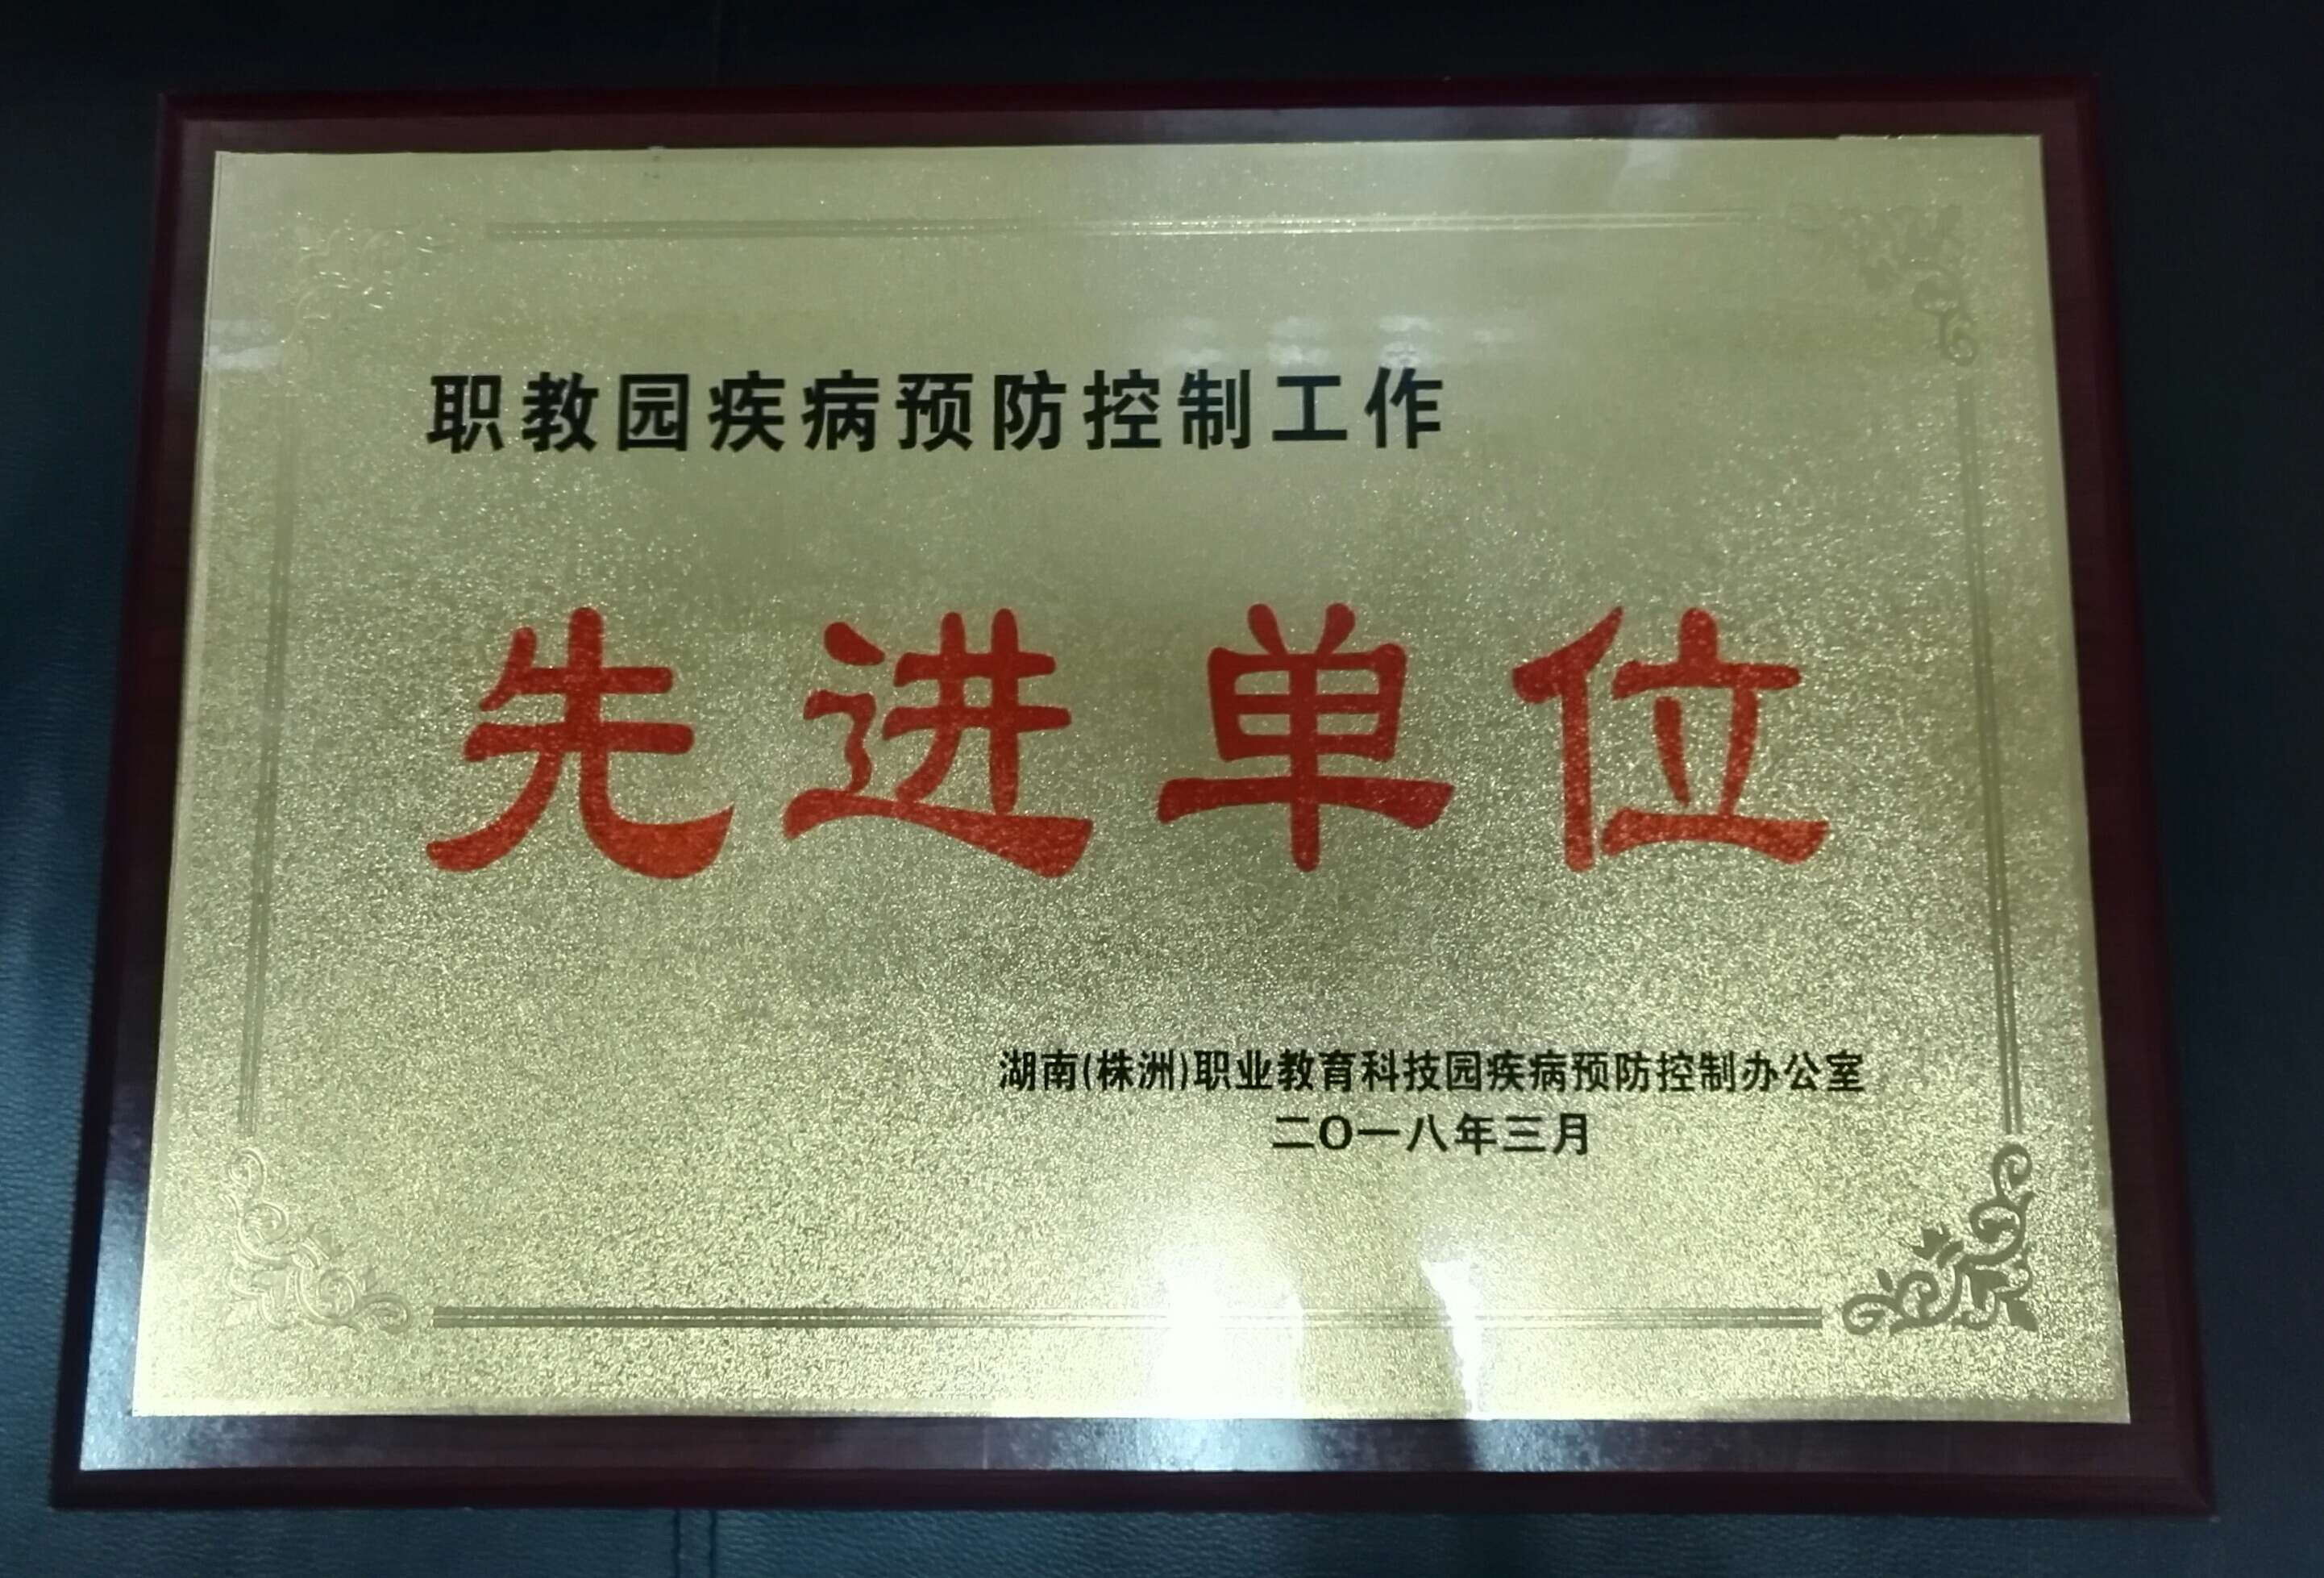 职教园疾病预防控制工作
先进单位
湖南(株洲)职业教育科技园疾病预防控制办公室
二O一八年三月